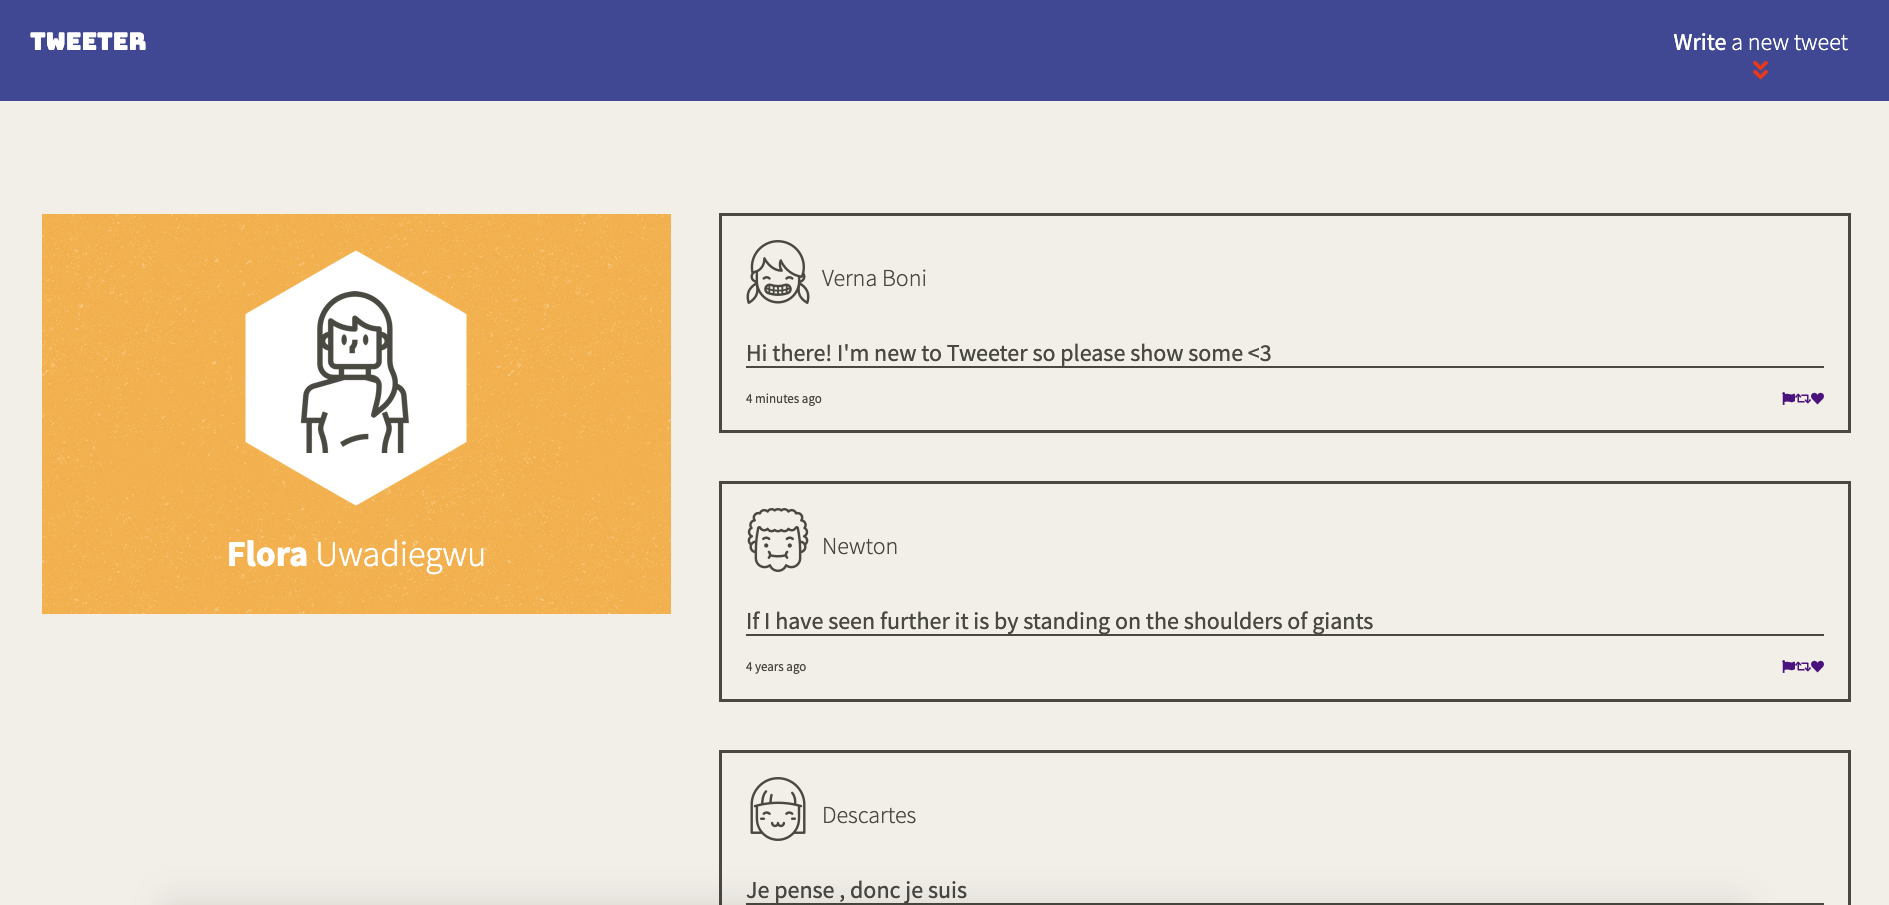 TWEETER
Write a new tweet
Flora Uwadiegwu
Verna Boni
Hi there! I'm new to Tweeter so please show some <3
4 minutes ago
Newton
If I have seen further it is by standing on the shoulders of giants
4 years ago
Descartes
Je pense , donc je suis